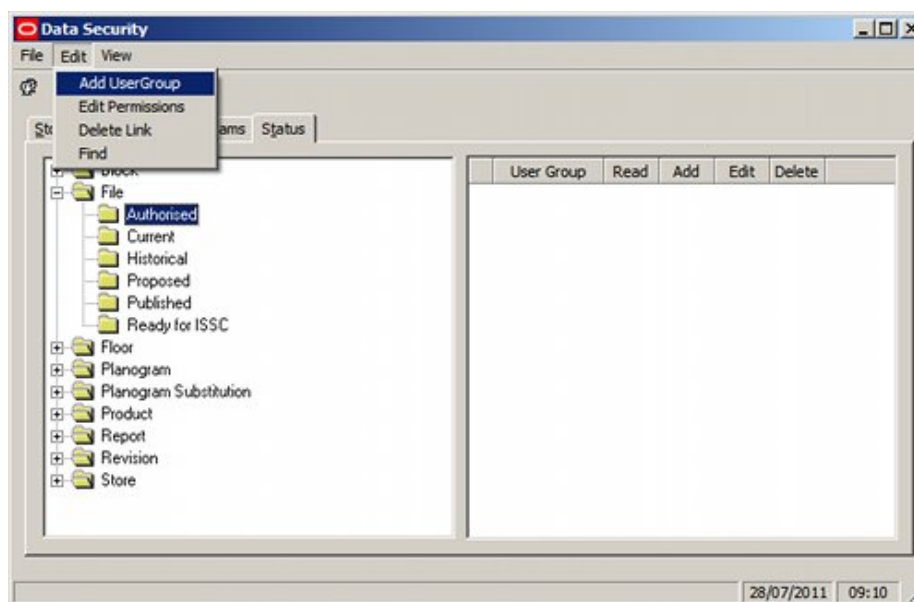 Data Security
File Edit View
Add UserGroup
Edit Permissions
Delete Link
Find
ams Status
Block
File
Authorised
Current
Historical
Proposed
Published
Ready for ISSC
Floor
Planogram
Planogram Substitution
Product
Report
Revision
Store
User Group Read Add Edit Delete
28/07/2011 09:10